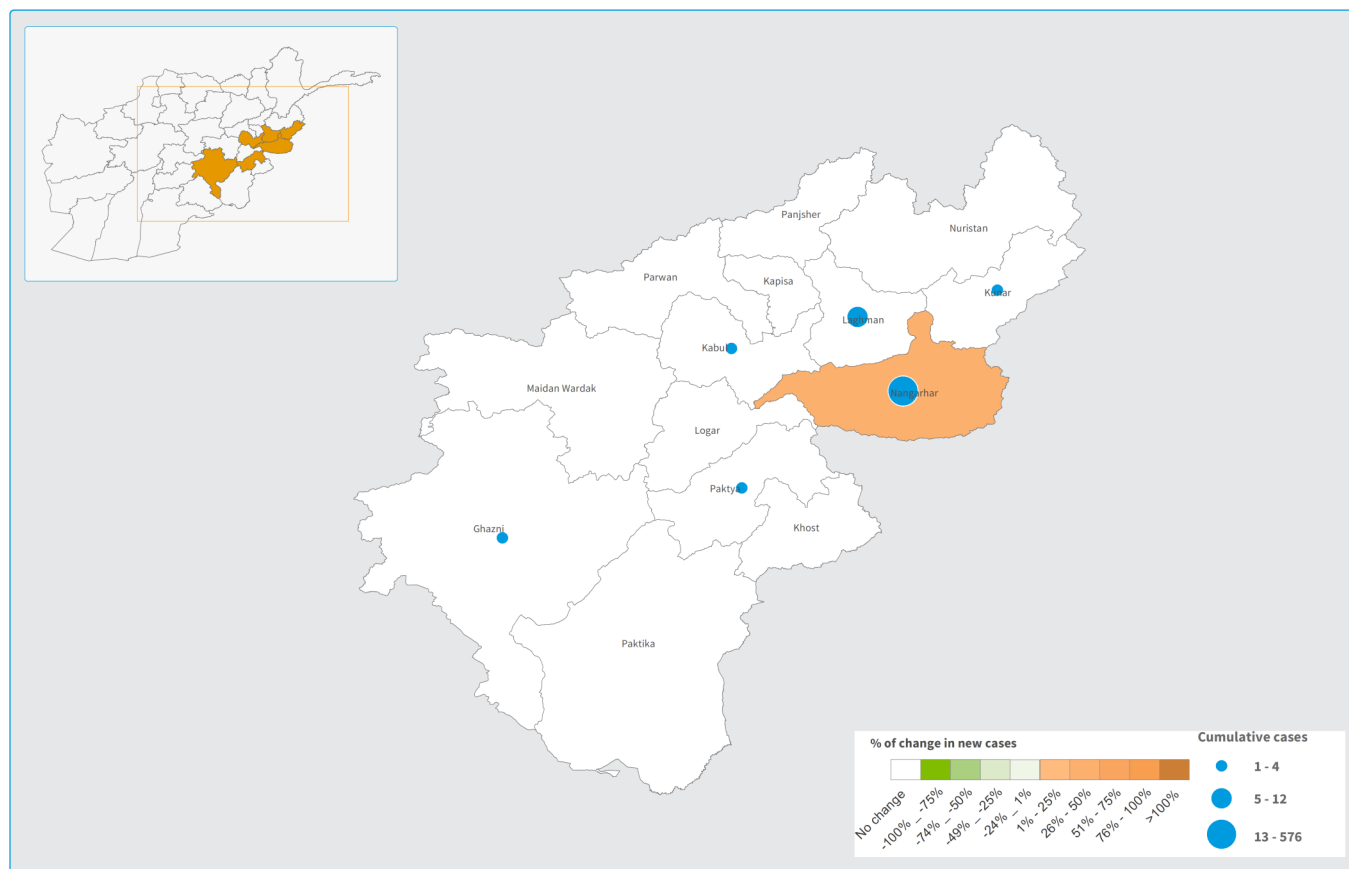 Panjsher
Nuristan
Parwan
Kapisa
Kunar
Laghman
Kabul
Maidan Wardak
Nangarhar
Logar
Paktya
Ghazni
Khost
Paktika
% of change in new cases
No change
-100% – -75%
-74% – -50%
-49% – -25%
-24% – 1%
1% - 25%
26% - 50%
51% - 75%
76% - 100%
>100%
Cumulative cases
1 - 4
5 - 12
13 - 576